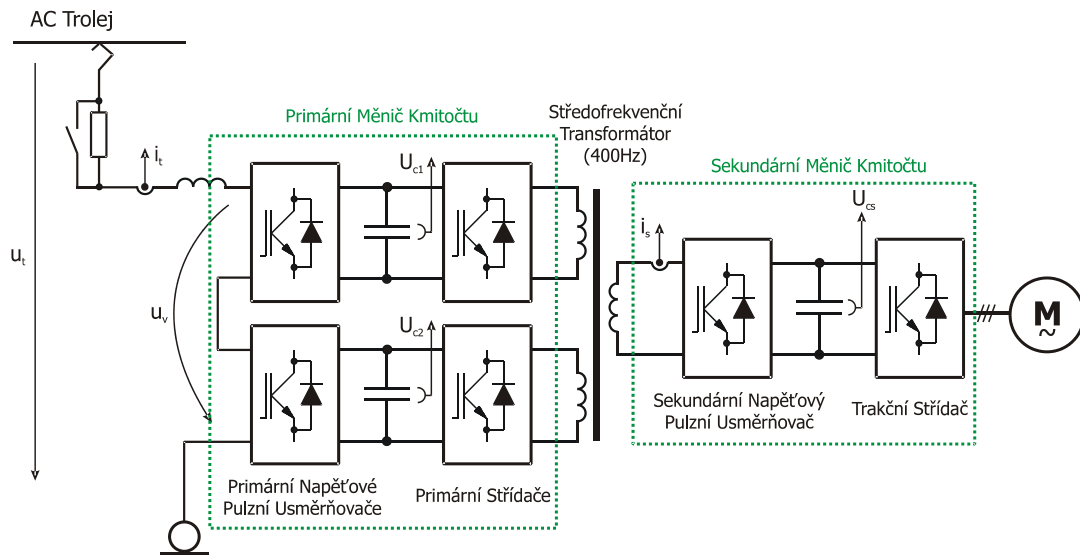 AC Trolej
Primární Měnič Kmitočtu
Středofrekvenční
Transformátor
(400Hz)
Sekundární Měnič Kmitočtu
i_t
U_c1
U_cs
i_s
u_t
u_v
U_c2
M
~
Sekundární Napěťový
Pulzní Usměrňovač
Trakční Střídač
Primární Napěťové
Pulzní Usměrňovače
Primární Střídače